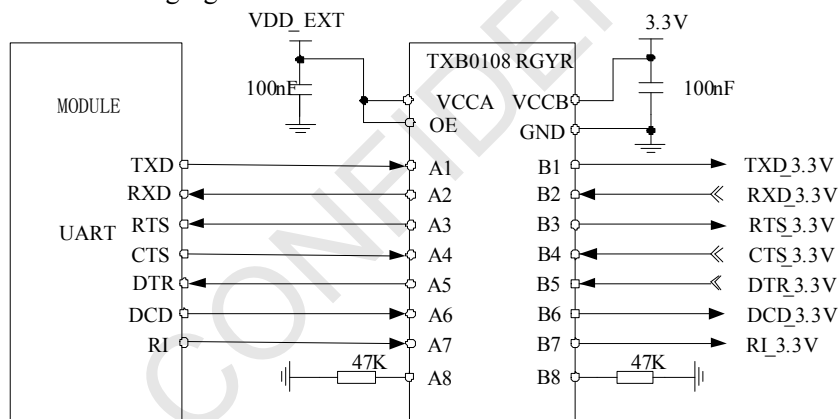 VDD_EXT
3.3V
TXB0108 RGYR
100nF
VCCA VCCB
100nF
MODULE
OE
GND
TXD A1 B1 TXD_3.3V
RXD A2 B2 RXD_3.3V
RTS A3 B3 RTS_3.3V
UART
CTS A4 B4 CTS_3.3V
DTR A5 B5 DTR_3.3V
DCD A6 B6 DCD_3.3V
RI A7 B7 RI_3.3V
47K 47K
A8 B8